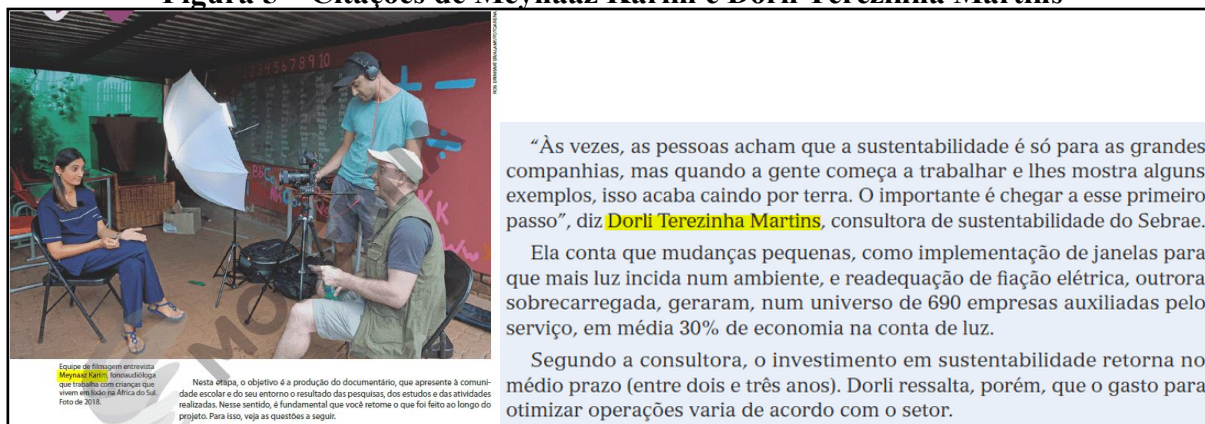 Figura 5 – Citações de Meynaaz Karim e Dorli Terezinha Martins
12345678910
Equipe de filmagem entrevista
Meynaaz Karim, fonoaudióloga
que trabalha com crianças que
vivem em lixão na África do Sul.
Foto de 2018.
Nesta etapa, o objetivo é a produção do documentário, que apresente à comuni-
dade escolar e do seu entorno o resultado das pesquisas, dos estudos e das atividades
realizadas. Nesse sentido, é fundamental que você retome o que foi feito ao longo do
projeto. Para isso, veja as questões a seguir.
“Às vezes, as pessoas acham que a sustentabilidade é só para as grandes
companhias, mas quando a gente começa a trabalhar e lhes mostra alguns
exemplos, isso acaba caindo por terra. O importante é chegar a esse primeiro
passo”, diz Dorli Terezinha Martins, consultora de sustentabilidade do Sebrae.
Ela conta que mudanças pequenas, como implementação de janelas para
que mais luz incida num ambiente, e readequação de fiação elétrica, outrora
sobrecarregada, geraram, num universo de 690 empresas auxiliadas pelo
serviço, em média 30% de economia na conta de luz.
Segundo a consultora, o investimento em sustentabilidade retorna no
médio prazo (entre dois e três anos). Dorli ressalta, porém, que o gasto para
otimizar operações varia de acordo com o setor.